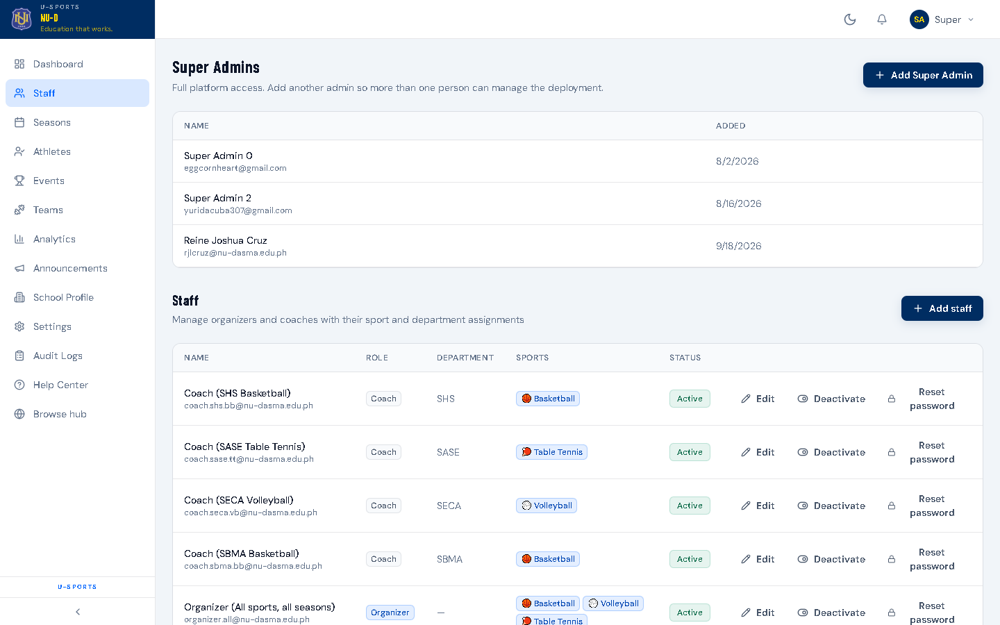 U-SPORTS
NU-D
Education that works.
Super
SA
Dashboard
Staff
Seasons
Athletes
Events
Teams
Analytics
Announcements
School Profile
Settings
Audit Logs
Help Center
Browse hub
U-SPORTS
Super Admins
Full platform access. Add another admin so more than one person can manage the deployment.
Add Super Admin
NAME ADDED
Super Admin 0
eggcornheart@gmail.com
8/2/2026
Super Admin 2
yuridacuba307@gmail.com
8/16/2026
Reine Joshua Cruz
rjlcruz@nu-dasma.edu.ph
9/18/2026
Staff
Manage organizers and coaches with their sport and department assignments
Add staff
NAME ROLE DEPARTMENT SPORTS STATUS
Coach (SHS Basketball)
coach.shs.bb@nu-dasma.edu.ph
Coach SHS Basketball Active Edit Deactivate Reset password
Coach (SASE Table Tennis)
coach.sase.tt@nu-dasma.edu.ph
Coach SASE Table Tennis Active Edit Deactivate Reset password
Coach (SECA Volleyball)
coach.seca.vb@nu-dasma.edu.ph
Coach SECA Volleyball Active Edit Deactivate Reset password
Coach (SBMA Basketball)
coach.sbma.bb@nu-dasma.edu.ph
Coach SBMA Basketball Active Edit Deactivate Reset password
Organizer (All sports, all seasons)
organizer.all@nu-dasma.edu.ph
Organizer — Basketball Volleyball Table Tennis Active Edit Deactivate Reset password